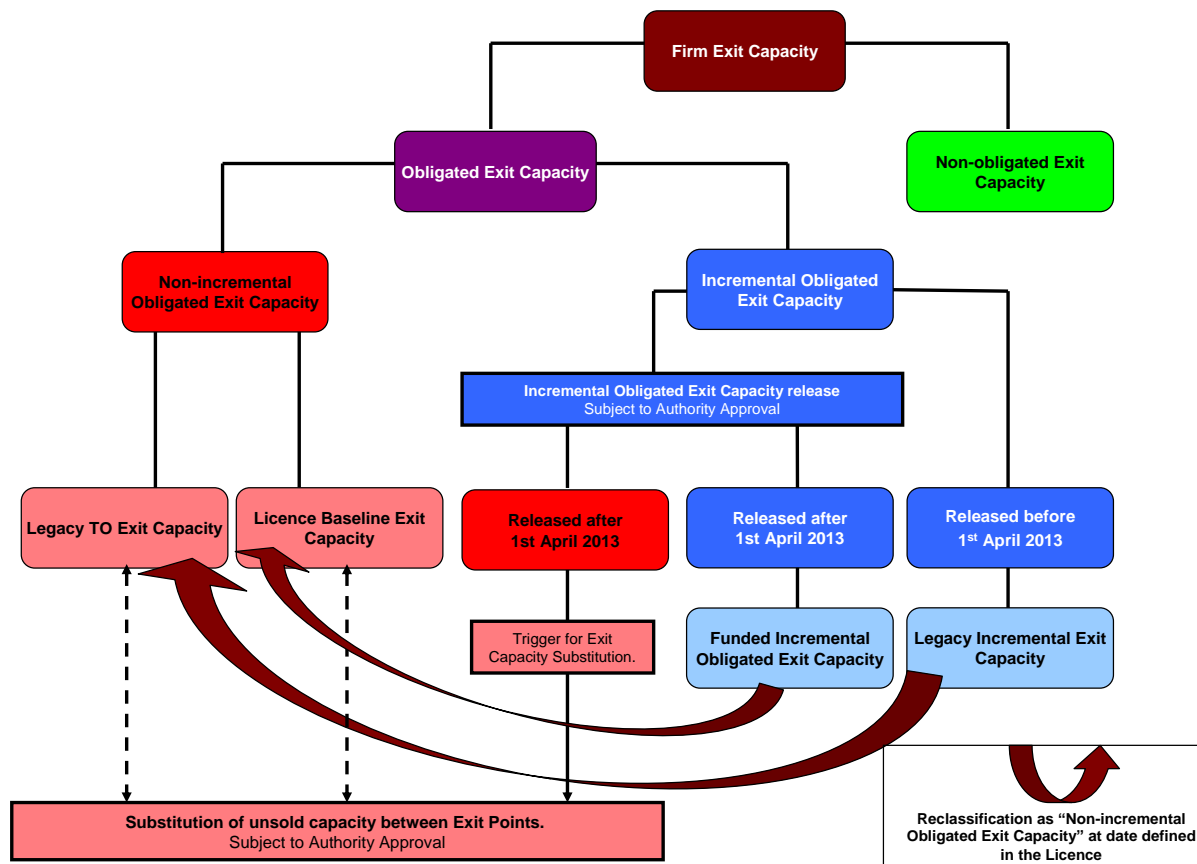 Firm Exit Capacity
Obligated Exit Capacity
Non-obligated Exit
Capacity
Non-incremental
Obligated Exit Capacity
Incremental Obligated
Exit Capacity
Incremental Obligated Exit Capacity release
Subject to Authority Approval
Legacy TO Exit Capacity
Licence Baseline Exit
Capacity
Released after
1st April 2013
Released after
1st April 2013
Released before
1st April 2013
Trigger for Exit
Capacity Substitution.
Funded Incremental
Obligated Exit Capacity
Legacy Incremental Exit
Capacity
Substitution of unsold capacity between Exit Points.
Subject to Authority Approval
Reclassification as “Non-incremental
Obligated Exit Capacity” at date defined
in the Licence